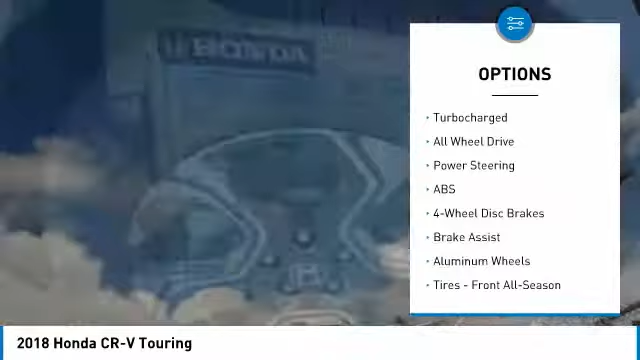 HONDA
OPTIONS
Turbocharged
All Wheel Drive
Power Steering
ABS
4-Wheel Disc Brakes
Brake Assist
Aluminum Wheels
Tires - Front All-Season
2018 Honda CR-V Touring